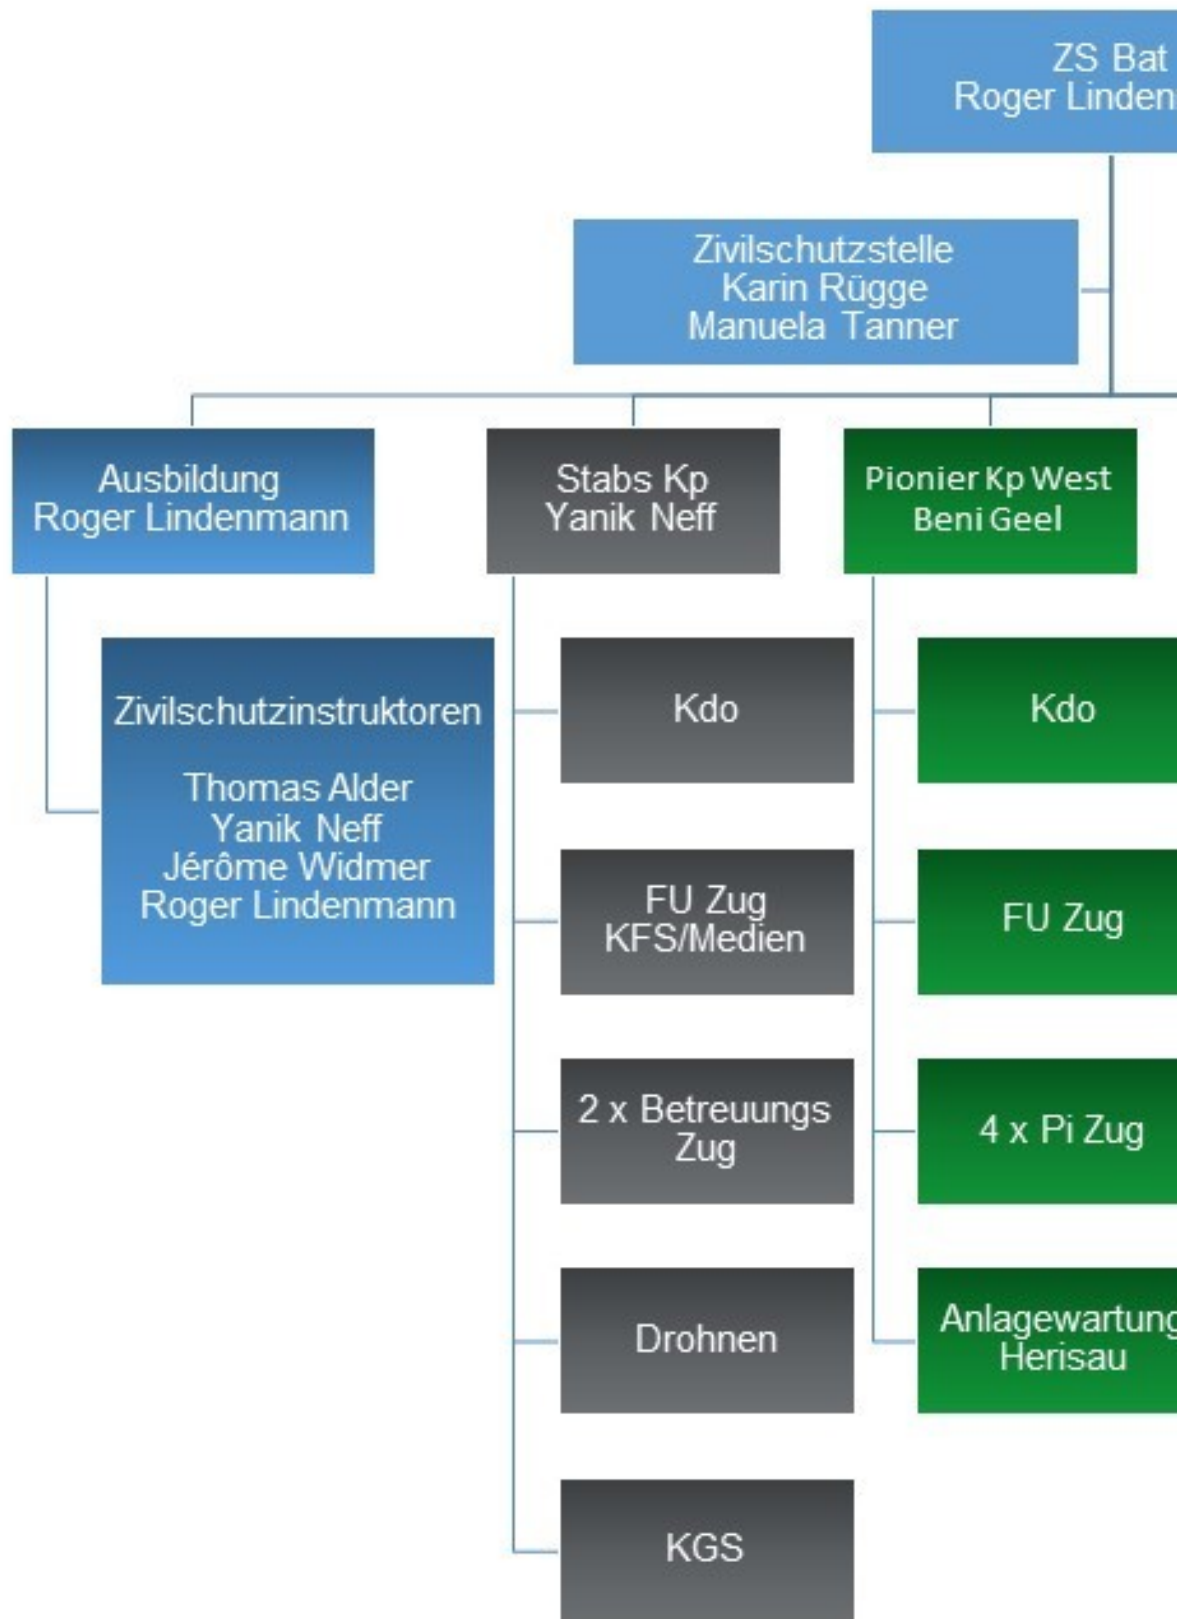 ZS Bat
Roger
Zivilschutzstelle
Karin Rügge
Manuela Tanner
Ausbildung
Roger Lindenmann
Stabs Kp
Yanik Neff
Pionier Kp West
Beni Geel
Zivilschutzinstruktoren
Thomas Alder
Yanik Neff
Jérôme Widmer
Roger Lindenmann
Kdo
FU Zug
KFS/Medien
2 x Betreuungs
Zug
Drohnen
KGS
Kdo
FU Zug
4 x Pi Zug
Anlagewartung
Herisau